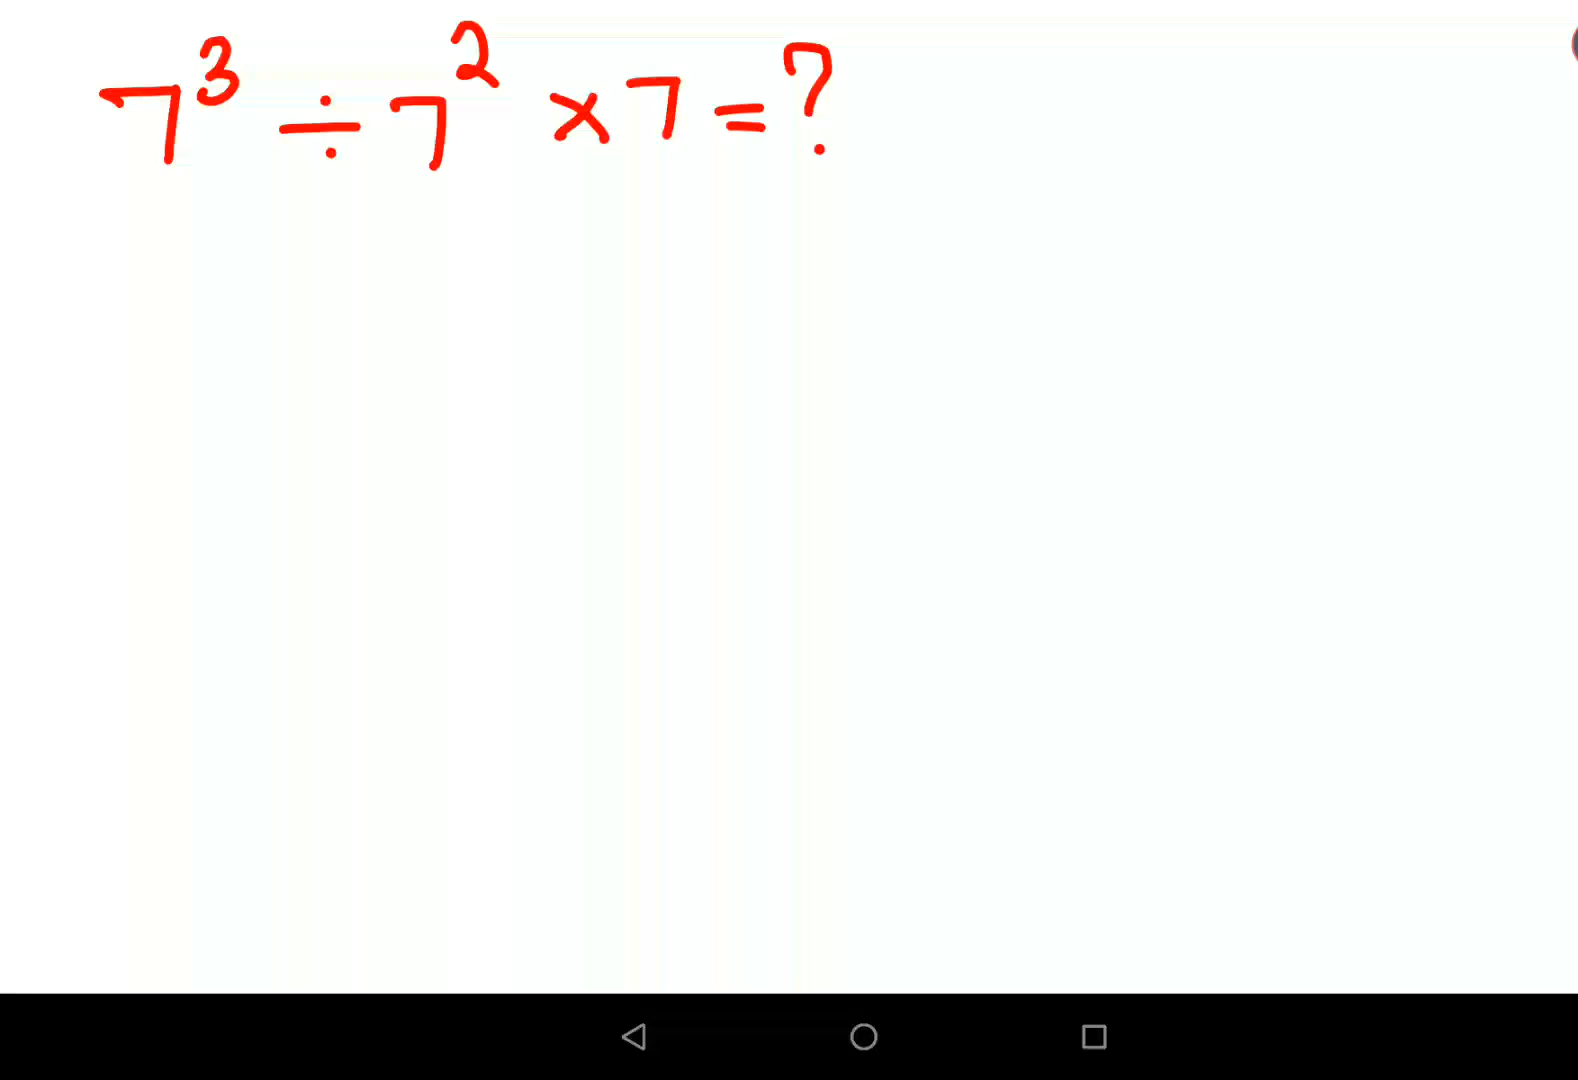 7³ ÷ 7² × 7 = ?